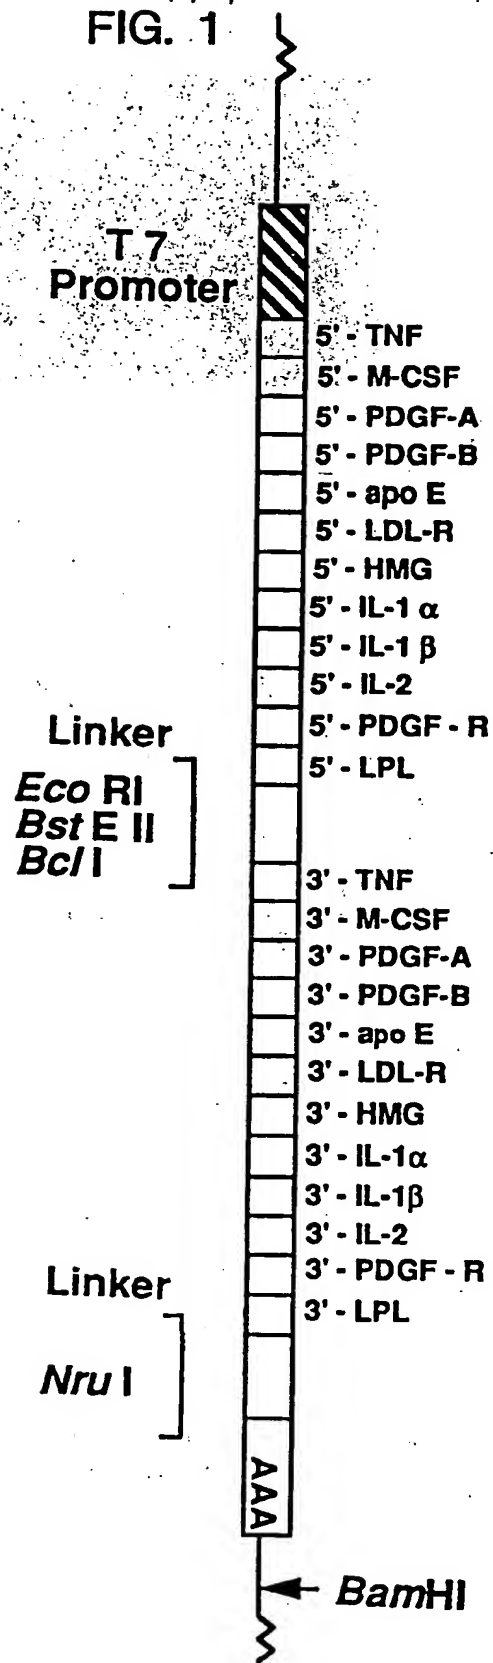 FIG. 1
T 7
Promoter
5' - TNF
5' - M-CSF
5' - PDGF-A
5' - PDGF-B
5' - apo E
5' - LDL-R
5' - HMG
5' - IL-1 α
5' - IL-1 β
5' - IL-2
5' - PDGF - R
5' - LPL
Linker
Eco RI
Bst E II
Bcl I
3' - TNF
3' - M-CSF
3' - PDGF-A
3' - PDGF-B
3' - apo E
3' - LDL-R
3' - HMG
3' - IL-1α
3' - IL-1β
3' - IL-2
3' - PDGF - R
3' - LPL
Linker
Nru I
AAA
BamHI